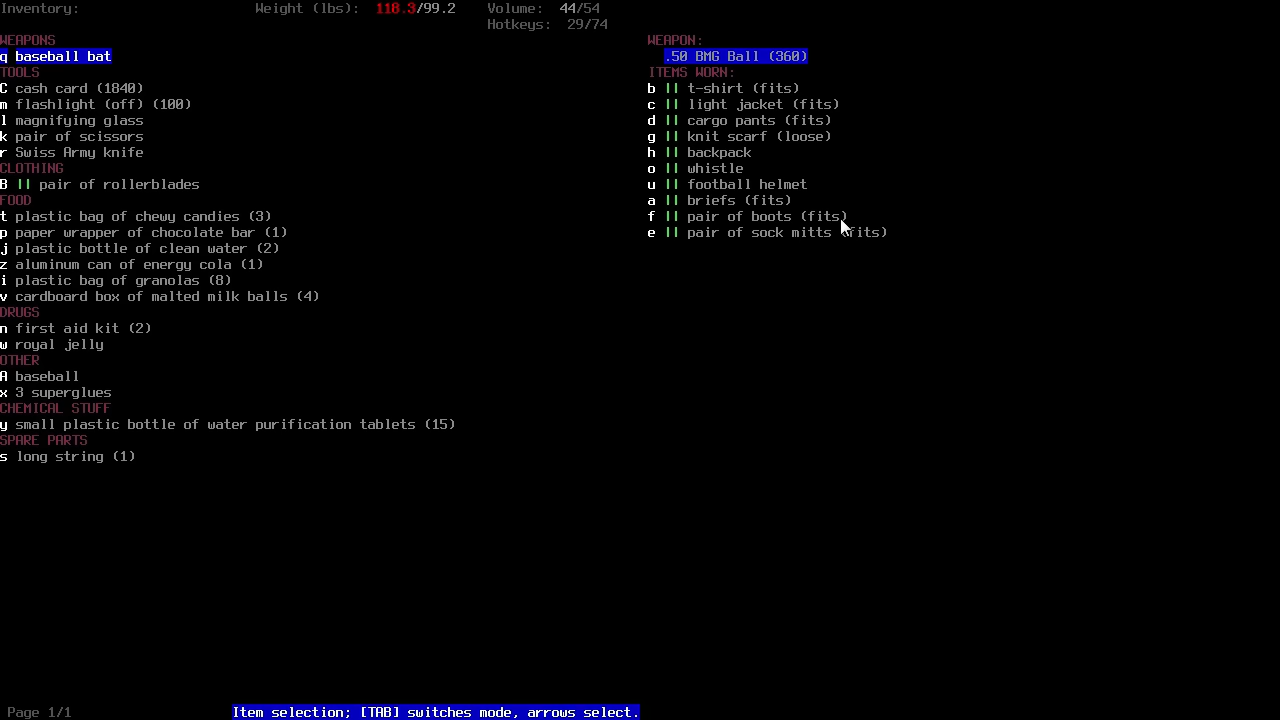 Inventory: Weight (lbs): 118.3/99.2 Volume: 44/54
Hotkeys: 29/74
WEAPONS
q baseball bat
TOOLS
C cash card (1840)
m flashlight (off) (100)
l magnifying glass
k pair of scissors
r Swiss Army knife
CLOTHING
B || pair of rollerblades
FOOD
t plastic bag of chewy candies (3)
p paper wrapper of chocolate bar (1)
j plastic bottle of clean water (2)
z aluminum can of energy cola (1)
i plastic bag of granolas (8)
v cardboard box of malted milk balls (4)
DRUGS
n first aid kit (2)
w royal jelly
OTHER
A baseball
x 3 superglues
CHEMICAL STUFF
y small plastic bottle of water purification tablets (15)
SPARE PARTS
s long string (1)
WEAPON:
.50 BMG Ball (360)
ITEMS WORN:
b || t-shirt (fits)
c || light jacket (fits)
d || cargo pants (fits)
g || knit scarf (loose)
h || backpack
o || whistle
u || football helmet
a || briefs (fits)
f || pair of boots (fits)
e || pair of sock mitts (fits)
Page 1/1 Item selection; [TAB] switches mode, arrows select.